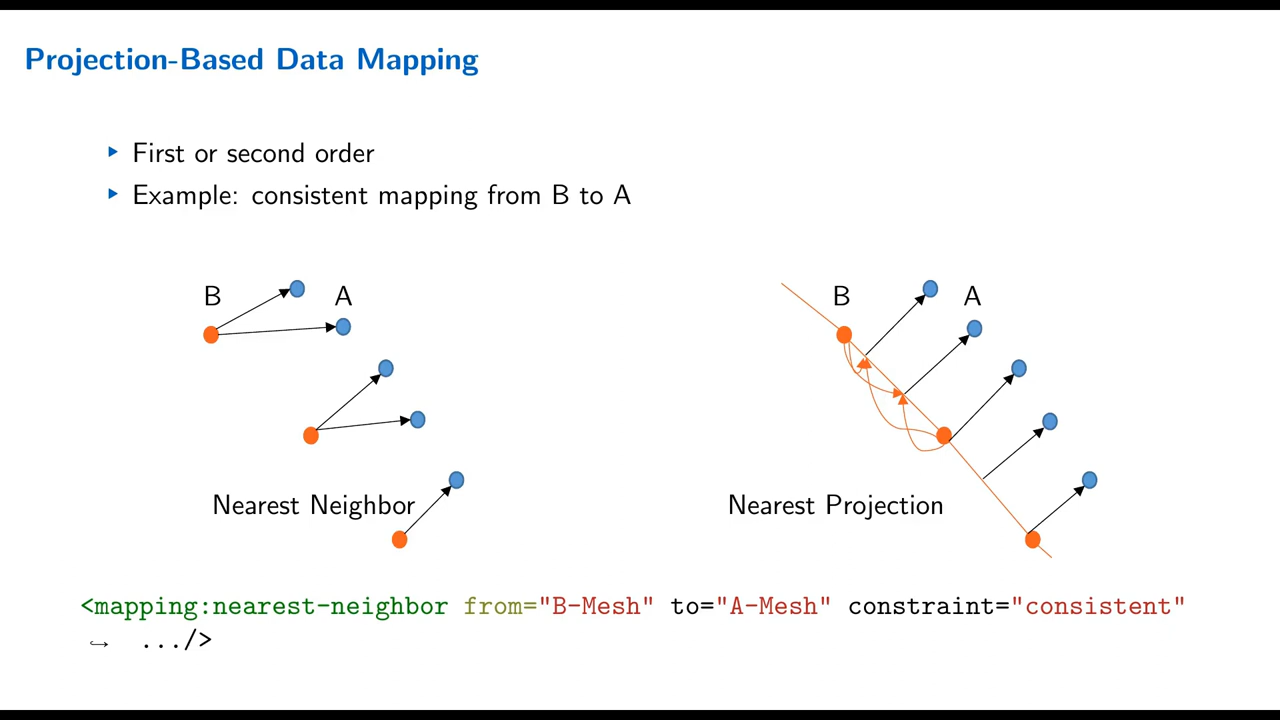 Projection-Based Data Mapping
First or second order
Example: consistent mapping from B to A
B A
B A
Nearest Neighbor
Nearest Projection
<mapping:nearest-neighbor from="B-Mesh" to="A-Mesh" constraint="consistent"
↪ .../>